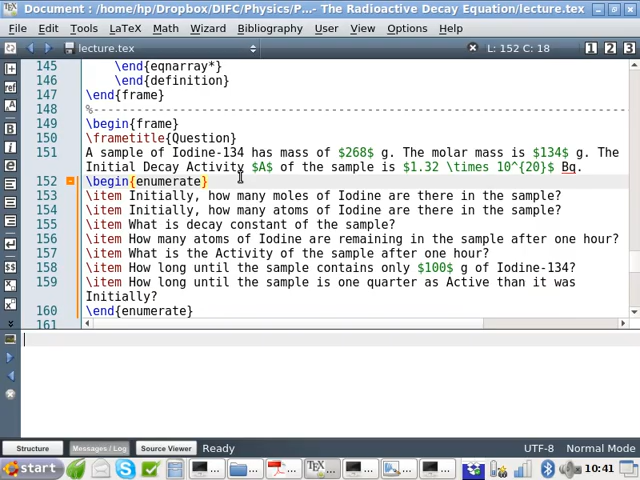 Document : /home/hp/Dropbox/DIFC/Physics/P...- The Radioactive Decay Equation/lecture.tex
File Edit Tools LaTeX Math Wizard Bibliography User View Options Help
lecture.tex L: 152 C: 18 1 2 3
145 \end{eqnarray*}
146 \end{definition}
147 \end{frame}
148 %--------------------------------------------------------------------------
149 \begin{frame}
150 \frametitle{Question}
151 A sample of Iodine-134 has mass of $268$ g. The molar mass is $134$ g. The
Initial Decay Activity $A$ of the sample is $1.32 \times 10^{20}$ Bq.
152 \begin{enumerate}
153 \item Initially, how many moles of Iodine are there in the sample?
154 \item Initially, how many atoms of Iodine are there in the sample?
155 \item What is decay constant of the sample?
156 \item How many atoms of Iodine are remaining in the sample after one hour?
157 \item What is the Activity of the sample after one hour?
158 \item How long until the sample contains only $100$ g of Iodine-134?
159 \item How long until the sample is one quarter as Active than it was
Initially?
160 \end{enumerate}
161
Structure Messages / Log Source Viewer Ready UTF-8 Normal Mode
start ... ... ... ... ... ... ... 10:41